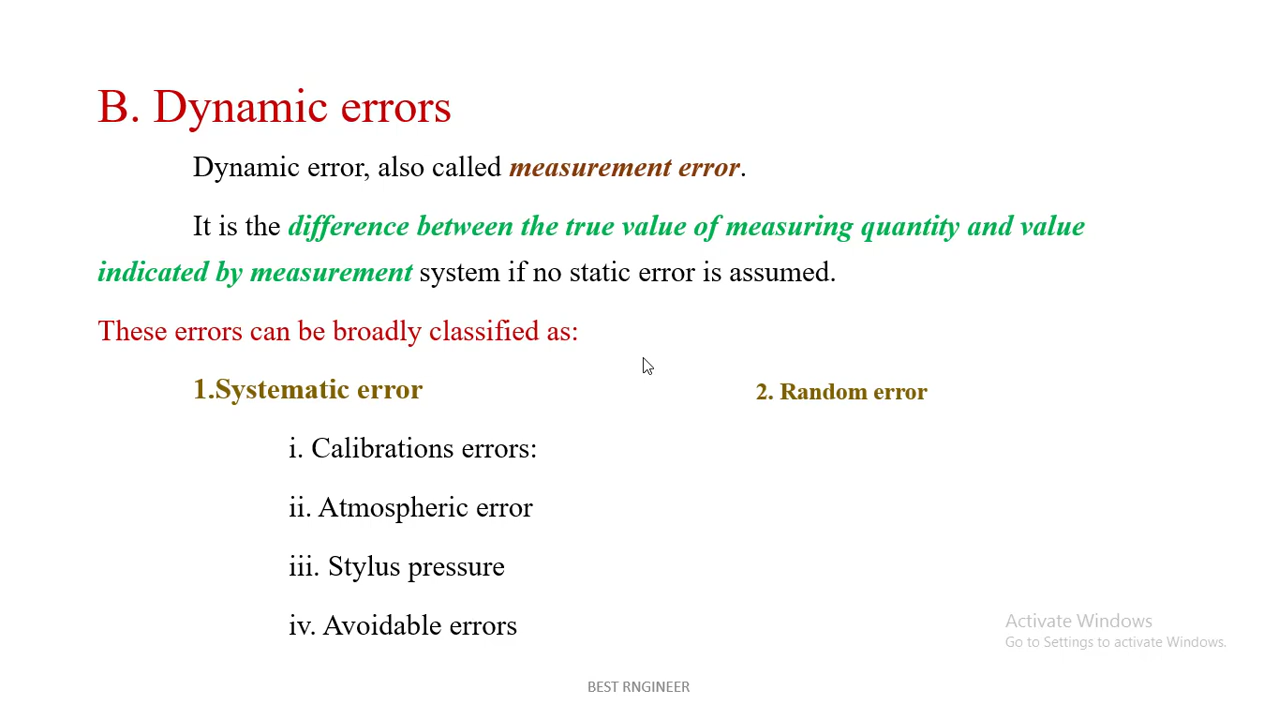 B. Dynamic errors
Dynamic error, also called measurement error.
It is the difference between the true value of measuring quantity and value
indicated by measurement system if no static error is assumed.
These errors can be broadly classified as:
1.Systematic error
2. Random error
i. Calibrations errors:
ii. Atmospheric error
iii. Stylus pressure
iv. Avoidable errors
Activate Windows
Go to Settings to activate Windows.
BEST RNGINEER